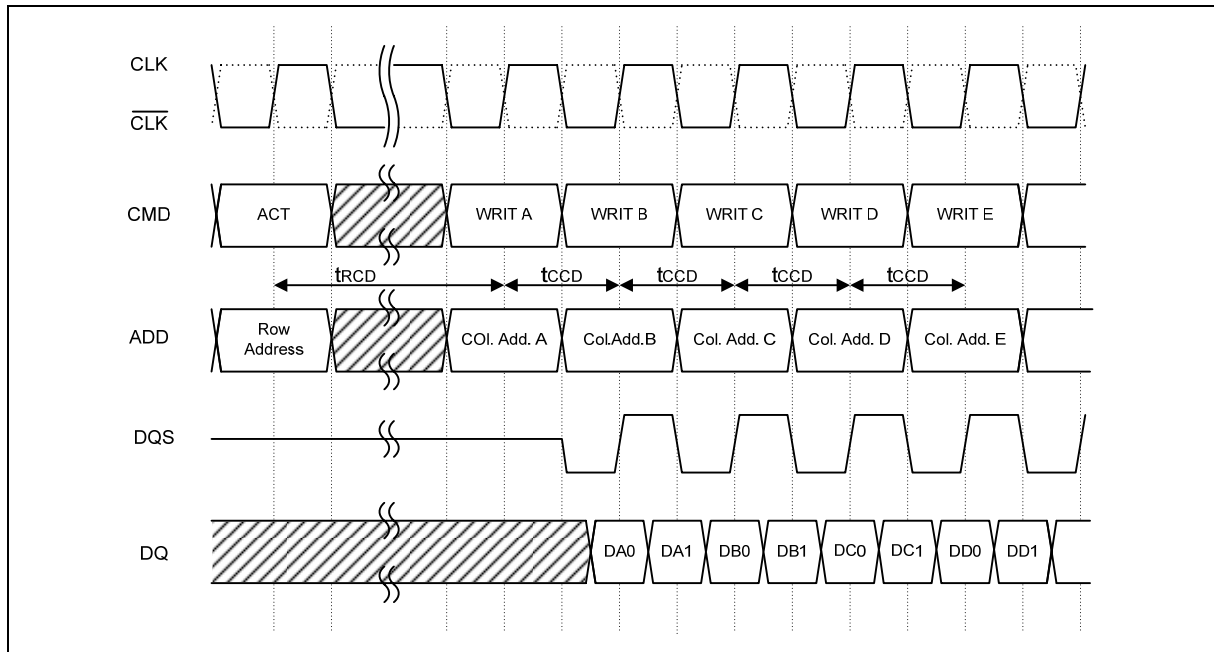 CLK
CLK
CMD
ACT
WRIT A
WRIT B
WRIT C
WRIT D
WRIT E
tRCD
tCCD
tCCD
tCCD
tCCD
ADD
Row
Address
COl. Add. A
Col.Add.B
Col. Add. C
Col. Add. D
Col. Add. E
DQS
DQ
DA0
DA1
DB0
DB1
DC0
DC1
DD0
DD1